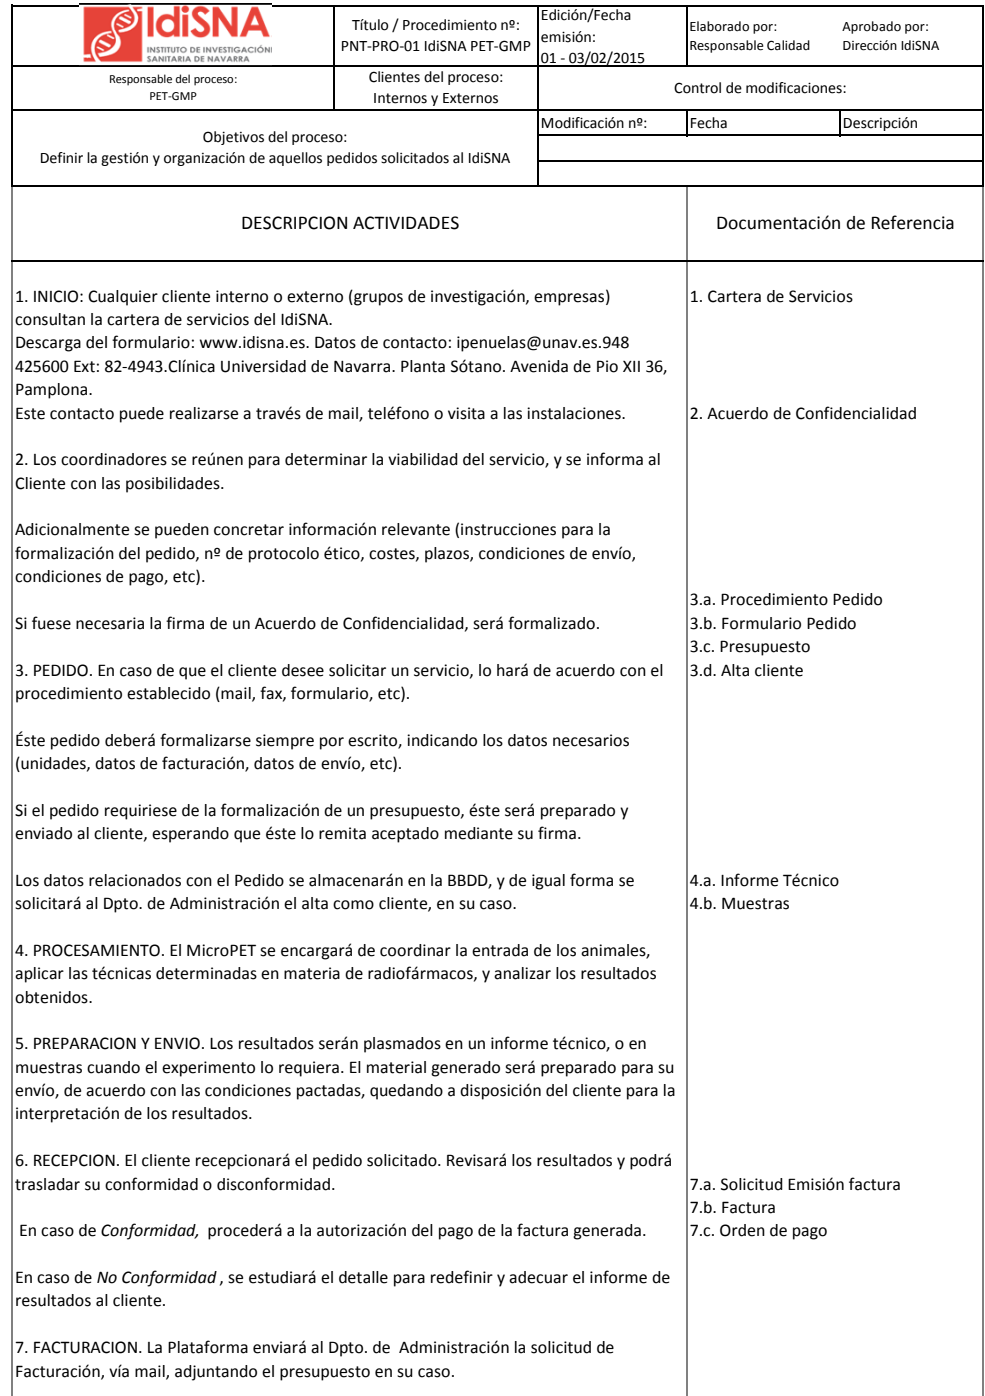 IdiSNA
INSTITUTO DE INVESTIGACIÓN
SANITARIA DE NAVARRA
Título / Procedimiento nº:
PNT-PRO-01 IdiSNA PET-GMP
Edición/Fecha
emisión:
01 - 03/02/2015
Elaborado por:
Responsable Calidad
Aprobado por:
Dirección IdiSNA
Responsable del proceso:
PET-GMP
Clientes del proceso:
Internos y Externos
Control de modificaciones:
Objetivos del proceso:
Definir la gestión y organización de aquellos pedidos solicitados al IdiSNA
Modificación nº:
Fecha
Descripción
DESCRIPCION ACTIVIDADES
Documentación de Referencia
1. INICIO: Cualquier cliente interno o externo (grupos de investigación, empresas)
consultan la cartera de servicios del IdiSNA.
Descarga del formulario: www.idisna.es. Datos de contacto: ipenuelas@unav.es.948
425600 Ext: 82-4943.Clínica Universidad de Navarra. Planta Sótano. Avenida de Pio XII 36,
Pamplona.
Este contacto puede realizarse a través de mail, teléfono o visita a las instalaciones.
2. Los coordinadores se reúnen para determinar la viabilidad del servicio, y se informa al
Cliente con las posibilidades.
Adicionalmente se pueden concretar información relevante (instrucciones para la
formalización del pedido, nº de protocolo ético, costes, plazos, condiciones de envío,
condiciones de pago, etc).
Si fuese necesaria la firma de un Acuerdo de Confidencialidad, será formalizado.
3. PEDIDO. En caso de que el cliente desee solicitar un servicio, lo hará de acuerdo con el
procedimiento establecido (mail, fax, formulario, etc).
Éste pedido deberá formalizarse siempre por escrito, indicando los datos necesarios
(unidades, datos de facturación, datos de envío, etc).
Si el pedido requiriese de la formalización de un presupuesto, éste será preparado y
enviado al cliente, esperando que éste lo remita aceptado mediante su firma.
Los datos relacionados con el Pedido se almacenarán en la BBDD, y de igual forma se
solicitará al Dpto. de Administración el alta como cliente, en su caso.
4. PROCESAMIENTO. El MicroPET se encargará de coordinar la entrada de los animales,
aplicar las técnicas determinadas en materia de radiofármacos, y analizar los resultados
obtenidos.
5. PREPARACION Y ENVIO. Los resultados serán plasmados en un informe técnico, o en
muestras cuando el experimento lo requiera. El material generado será preparado para su
envío, de acuerdo con las condiciones pactadas, quedando a disposición del cliente para la
interpretación de los resultados.
6. RECEPCION. El cliente recepcionará el pedido solicitado. Revisará los resultados y podrá
trasladar su conformidad o disconformidad.
En caso de Conformidad, procederá a la autorización del pago de la factura generada.
En caso de No Conformidad , se estudiará el detalle para redefinir y adecuar el informe de
resultados al cliente.
7. FACTURACION. La Plataforma enviará al Dpto. de Administración la solicitud de
Facturación, vía mail, adjuntando el presupuesto en su caso.
1. Cartera de Servicios
2. Acuerdo de Confidencialidad
3.a. Procedimiento Pedido
3.b. Formulario Pedido
3.c. Presupuesto
3.d. Alta cliente
4.a. Informe Técnico
4.b. Muestras
7.a. Solicitud Emisión factura
7.b. Factura
7.c. Orden de pago